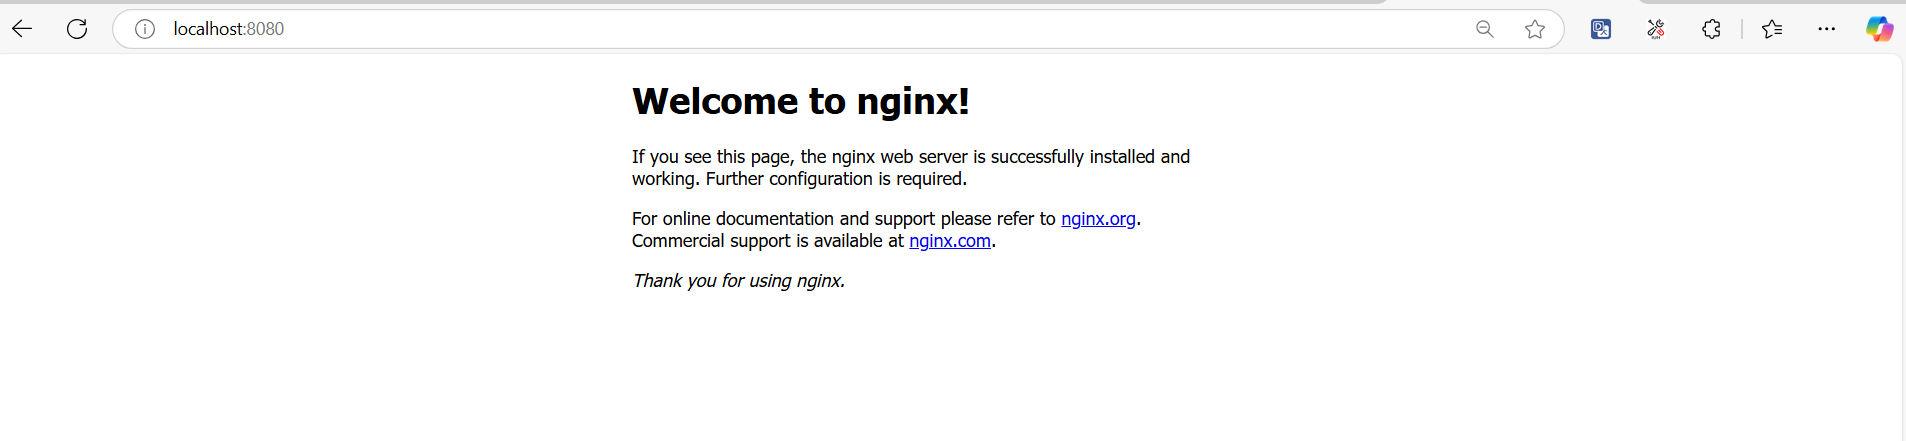 localhost:8080
Welcome to nginx!
If you see this page, the nginx web server is successfully installed and
working. Further configuration is required.
For online documentation and support please refer to nginx.org.
Commercial support is available at nginx.com.
Thank you for using nginx.